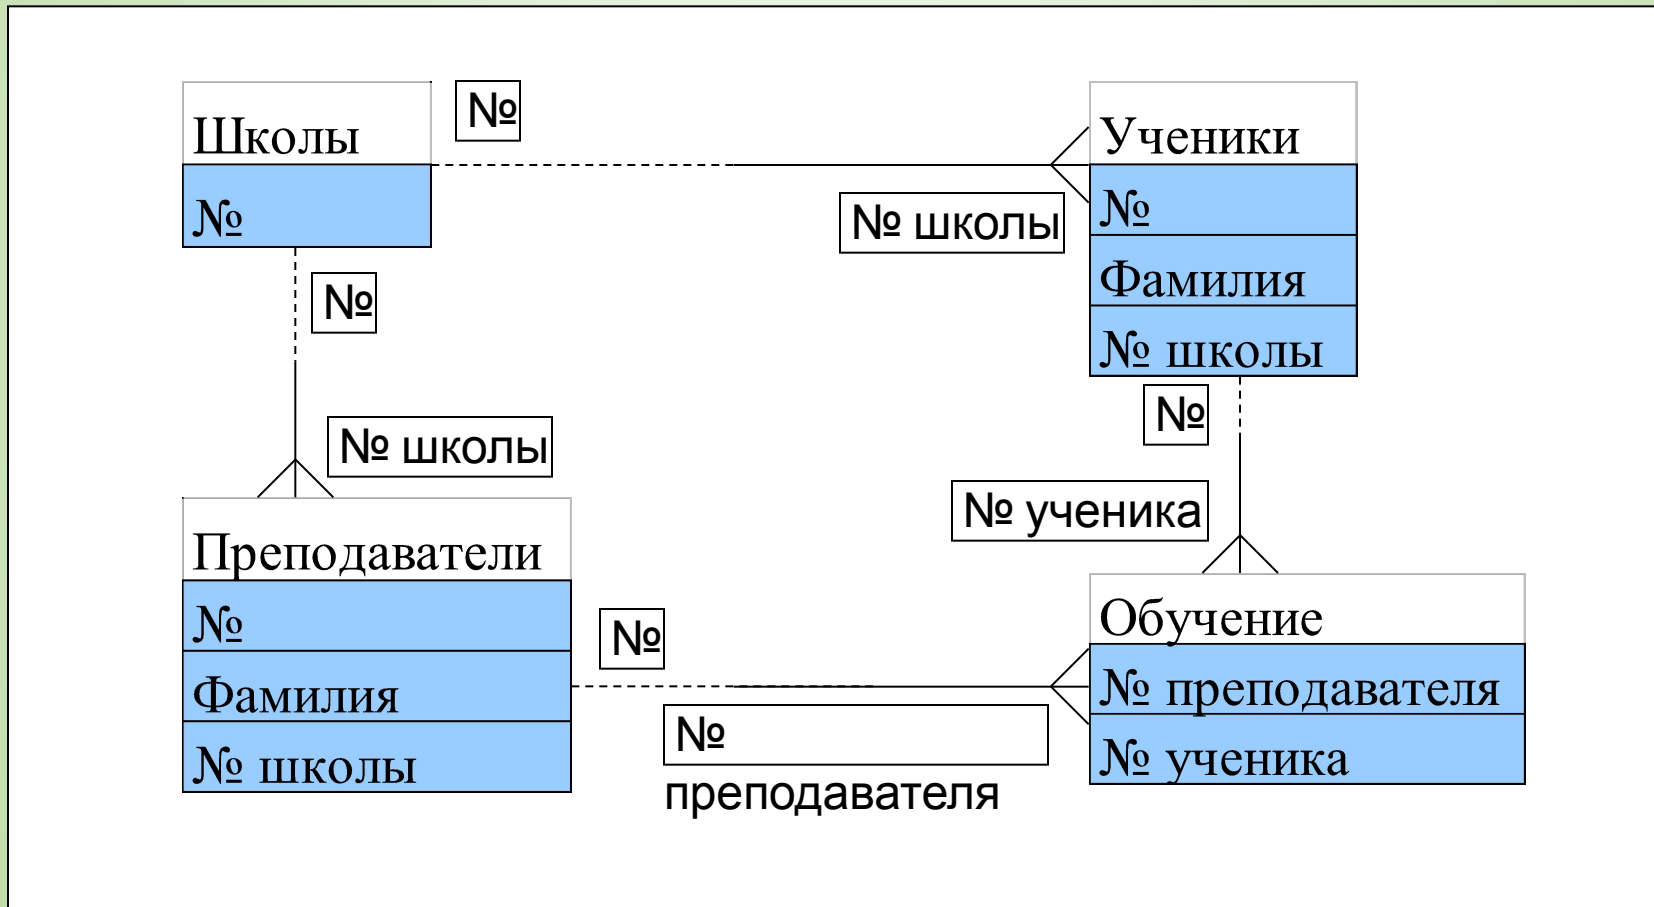 Школы
№
№
№ школы
Ученики
№
Фамилия
№ школы
№
№ школы
Преподаватели
№
Фамилия
№ школы
№
№
преподавателя
№
№ ученика
Обучение
№ преподавателя
№ ученика